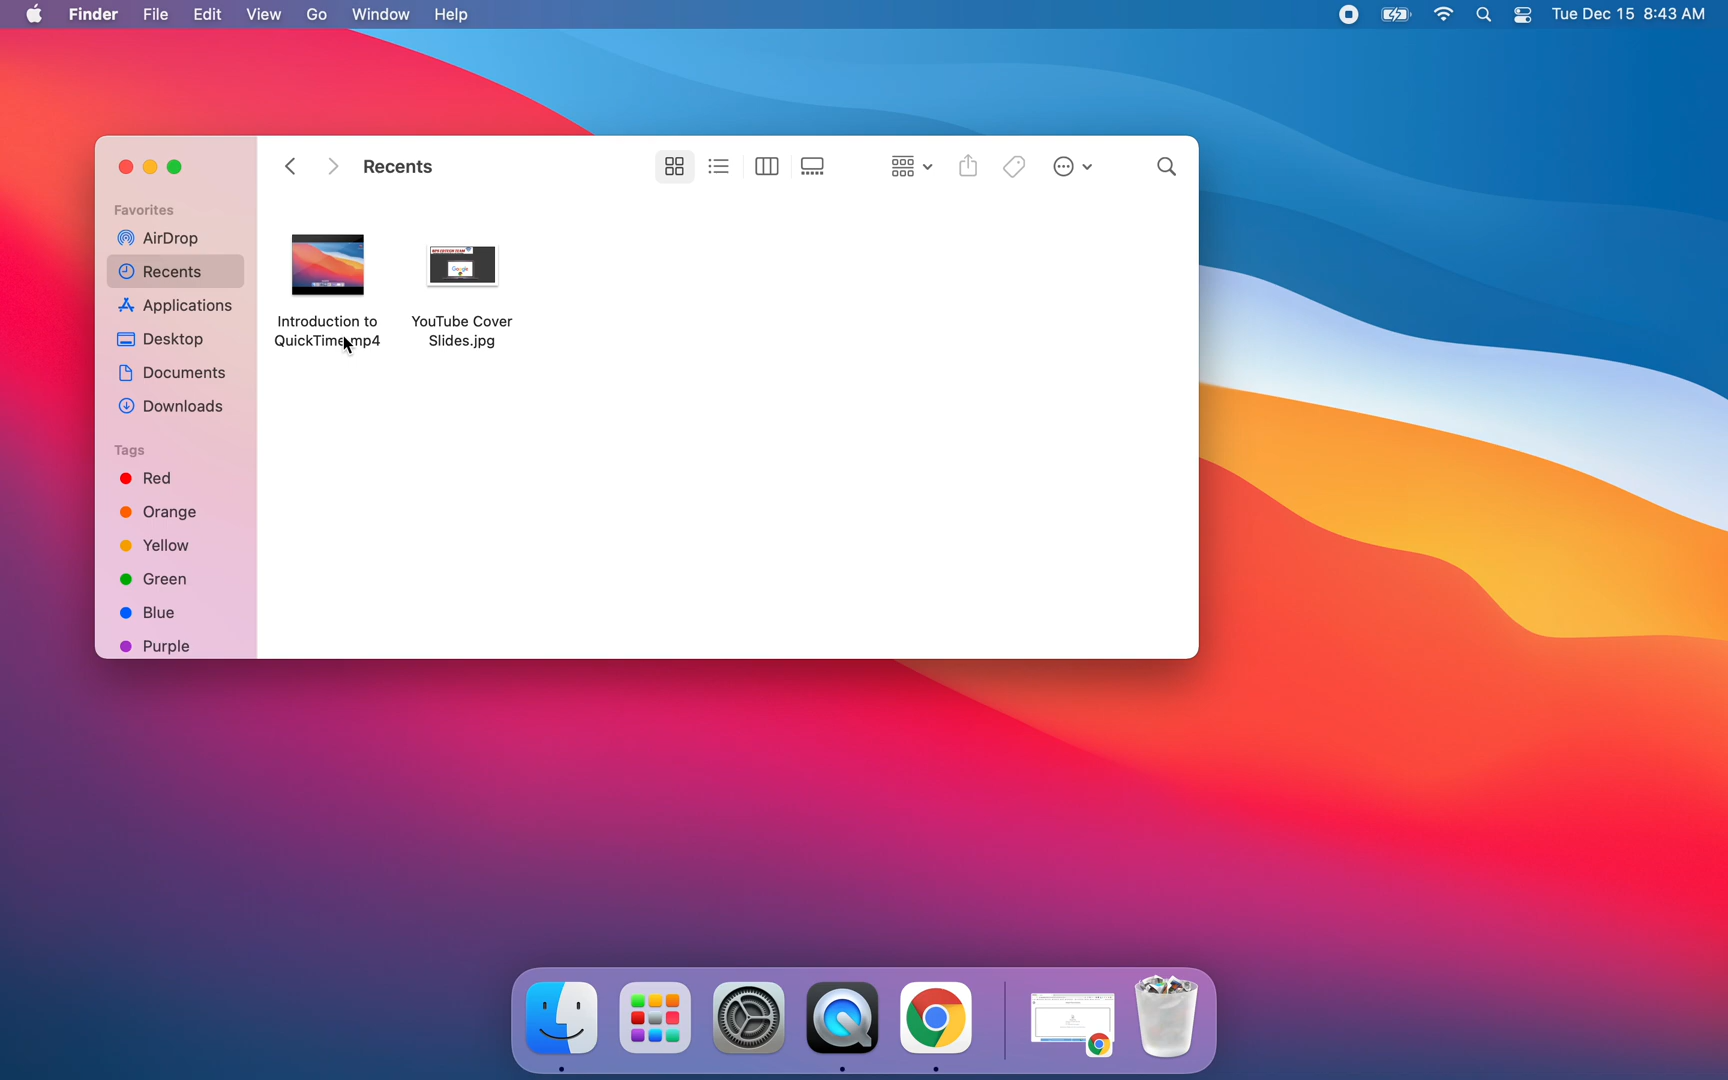 Finder File Edit View Go Window Help Tue Dec 15 8:43 AM
Recents
Favorites
AirDrop
Recents
Applications
Desktop
Documents
Downloads
Tags
Red
Orange
Yellow
Green
Blue
Purple
Introduction to
QuickTime.mp4
YouTube Cover
Slides.jpg
Google